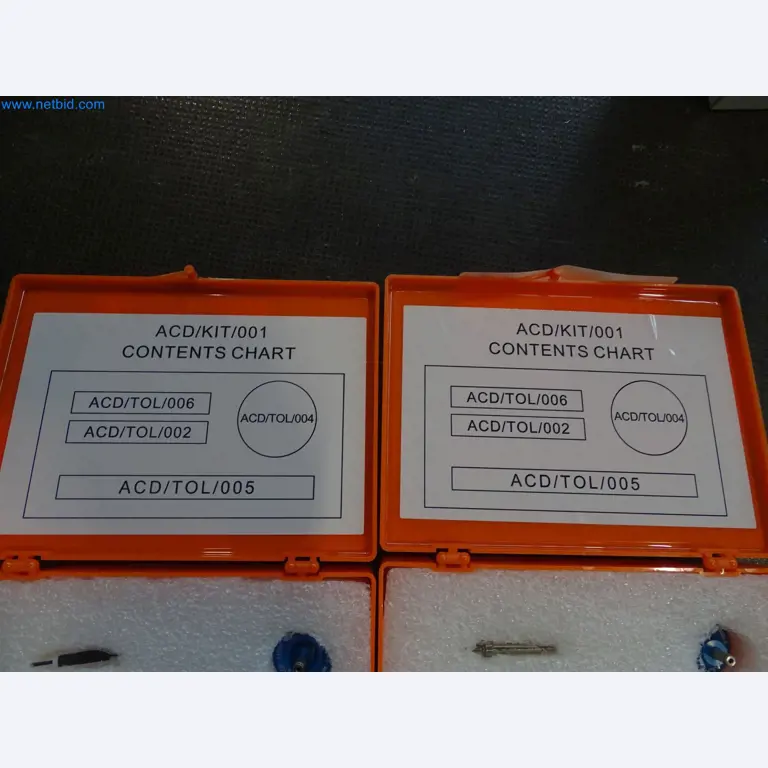 www.netbid.com
ACD/KIT/001
CONTENTS CHART
ACD/TOL/006
ACD/TOL/002
ACD/TOL/004
ACD/TOL/005
ACD/KIT/001
CONTENTS CHART
ACD/TOL/006
ACD/TOL/002
ACD/TOL/004
ACD/TOL/005